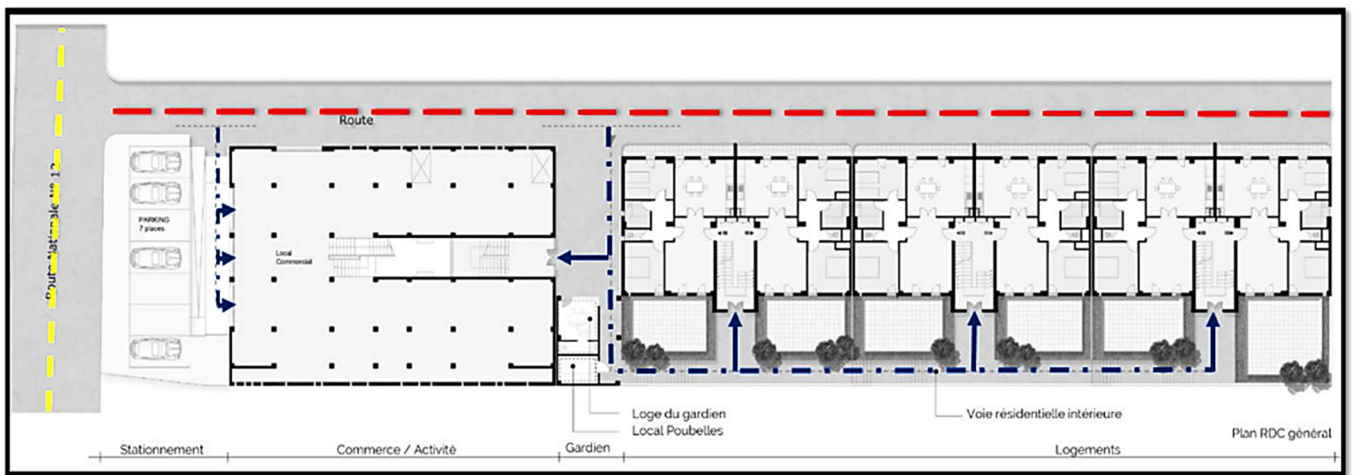 Route
Route Nationale N° 12
PARKING
7 places
Local
Commercial
Loge du gardien
Local Poubelles
Voie résidentielle intérieure
Plan RDC général
Stationnement
Commerce / Activité
Gardien
Logements